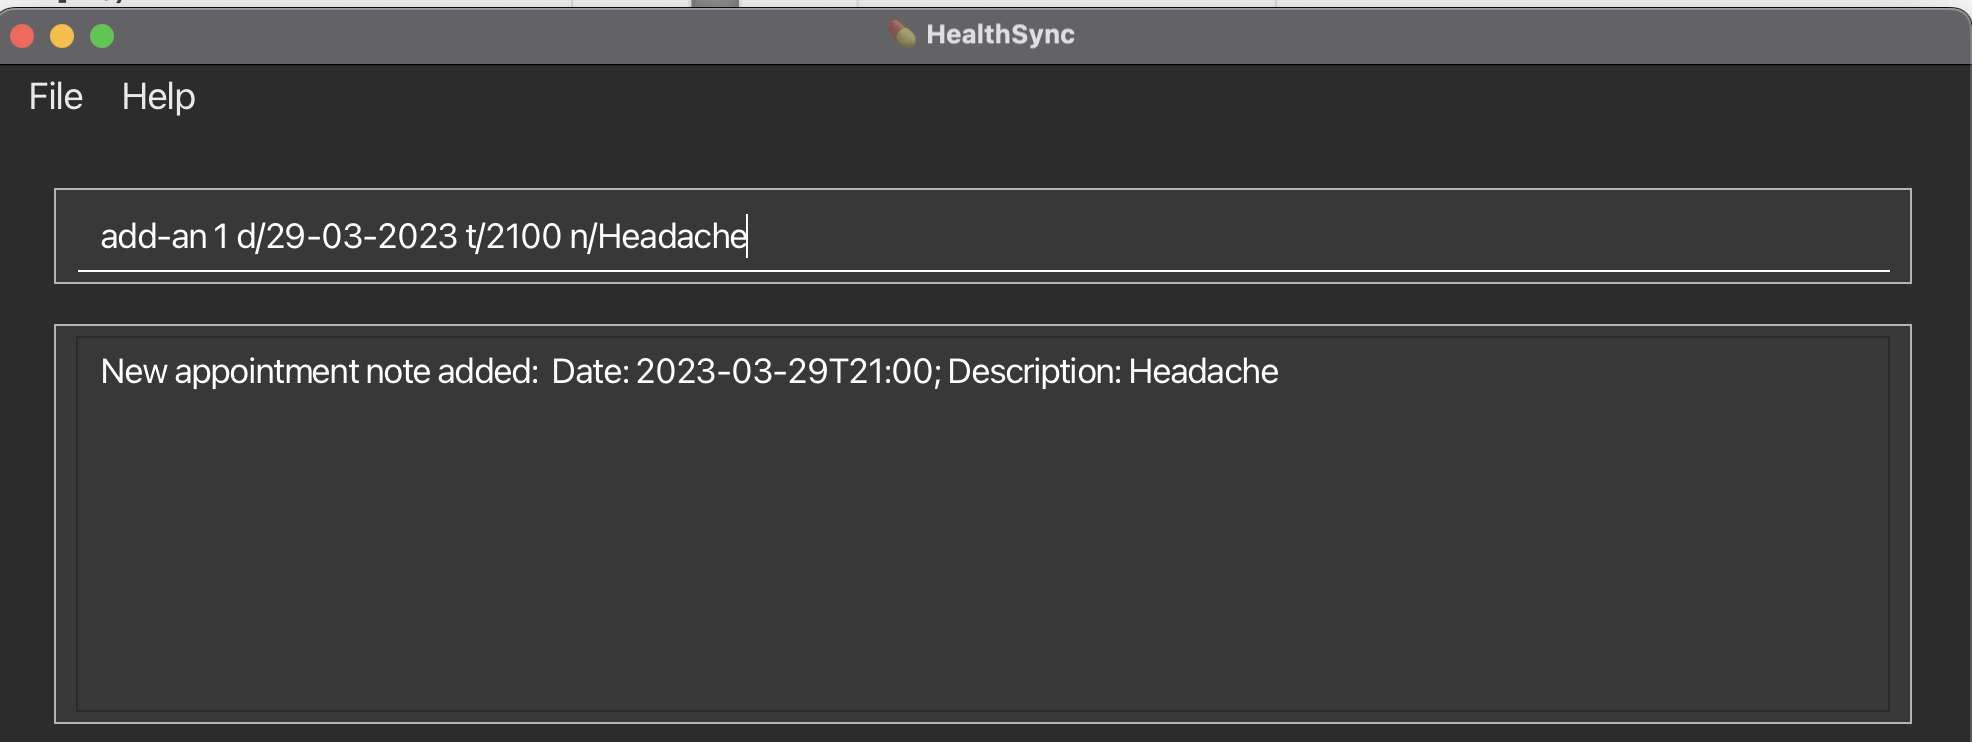 HealthSync
File Help
add-an 1 d/29-03-2023 t/2100 n/Headache
New appointment note added:  Date: 2023-03-29T21:00; Description: Headache